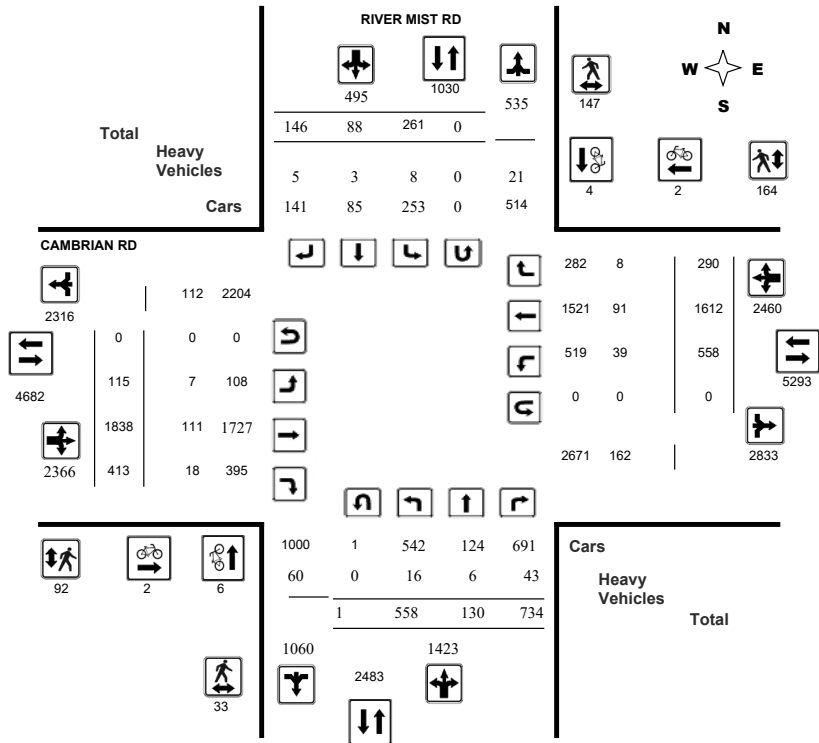 RIVER MIST RD
N
W E
S
495 1030 535 147
Total 146 88 261 0
Heavy
Vehicles 5 3 8 0 21
4 2 164
Cars 141 85 253 0 514
CAMBRIAN RD
282 8 290
2316 112 2204 1521 91 1612 2460
0 0 0 519 39 558
4682 115 7 108 5293
0 0 0
1838 111 1727
2366 413 18 395 2671 162 2833
1000 1 542 124 691 Cars
60 0 16 6 43 Heavy
Vehicles
92 2 6
1 558 130 734 Total
1060 1423
2483
33